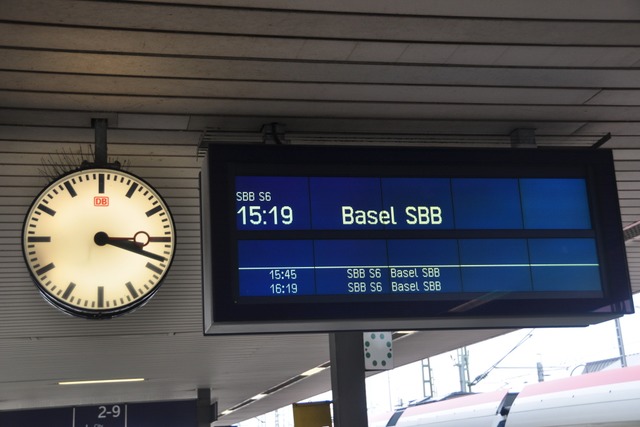 DB
SBB S6
15:19 Basel SBB
15:45 SBB S6 Basel SBB
16:19 SBB S6 Basel SBB
2-9